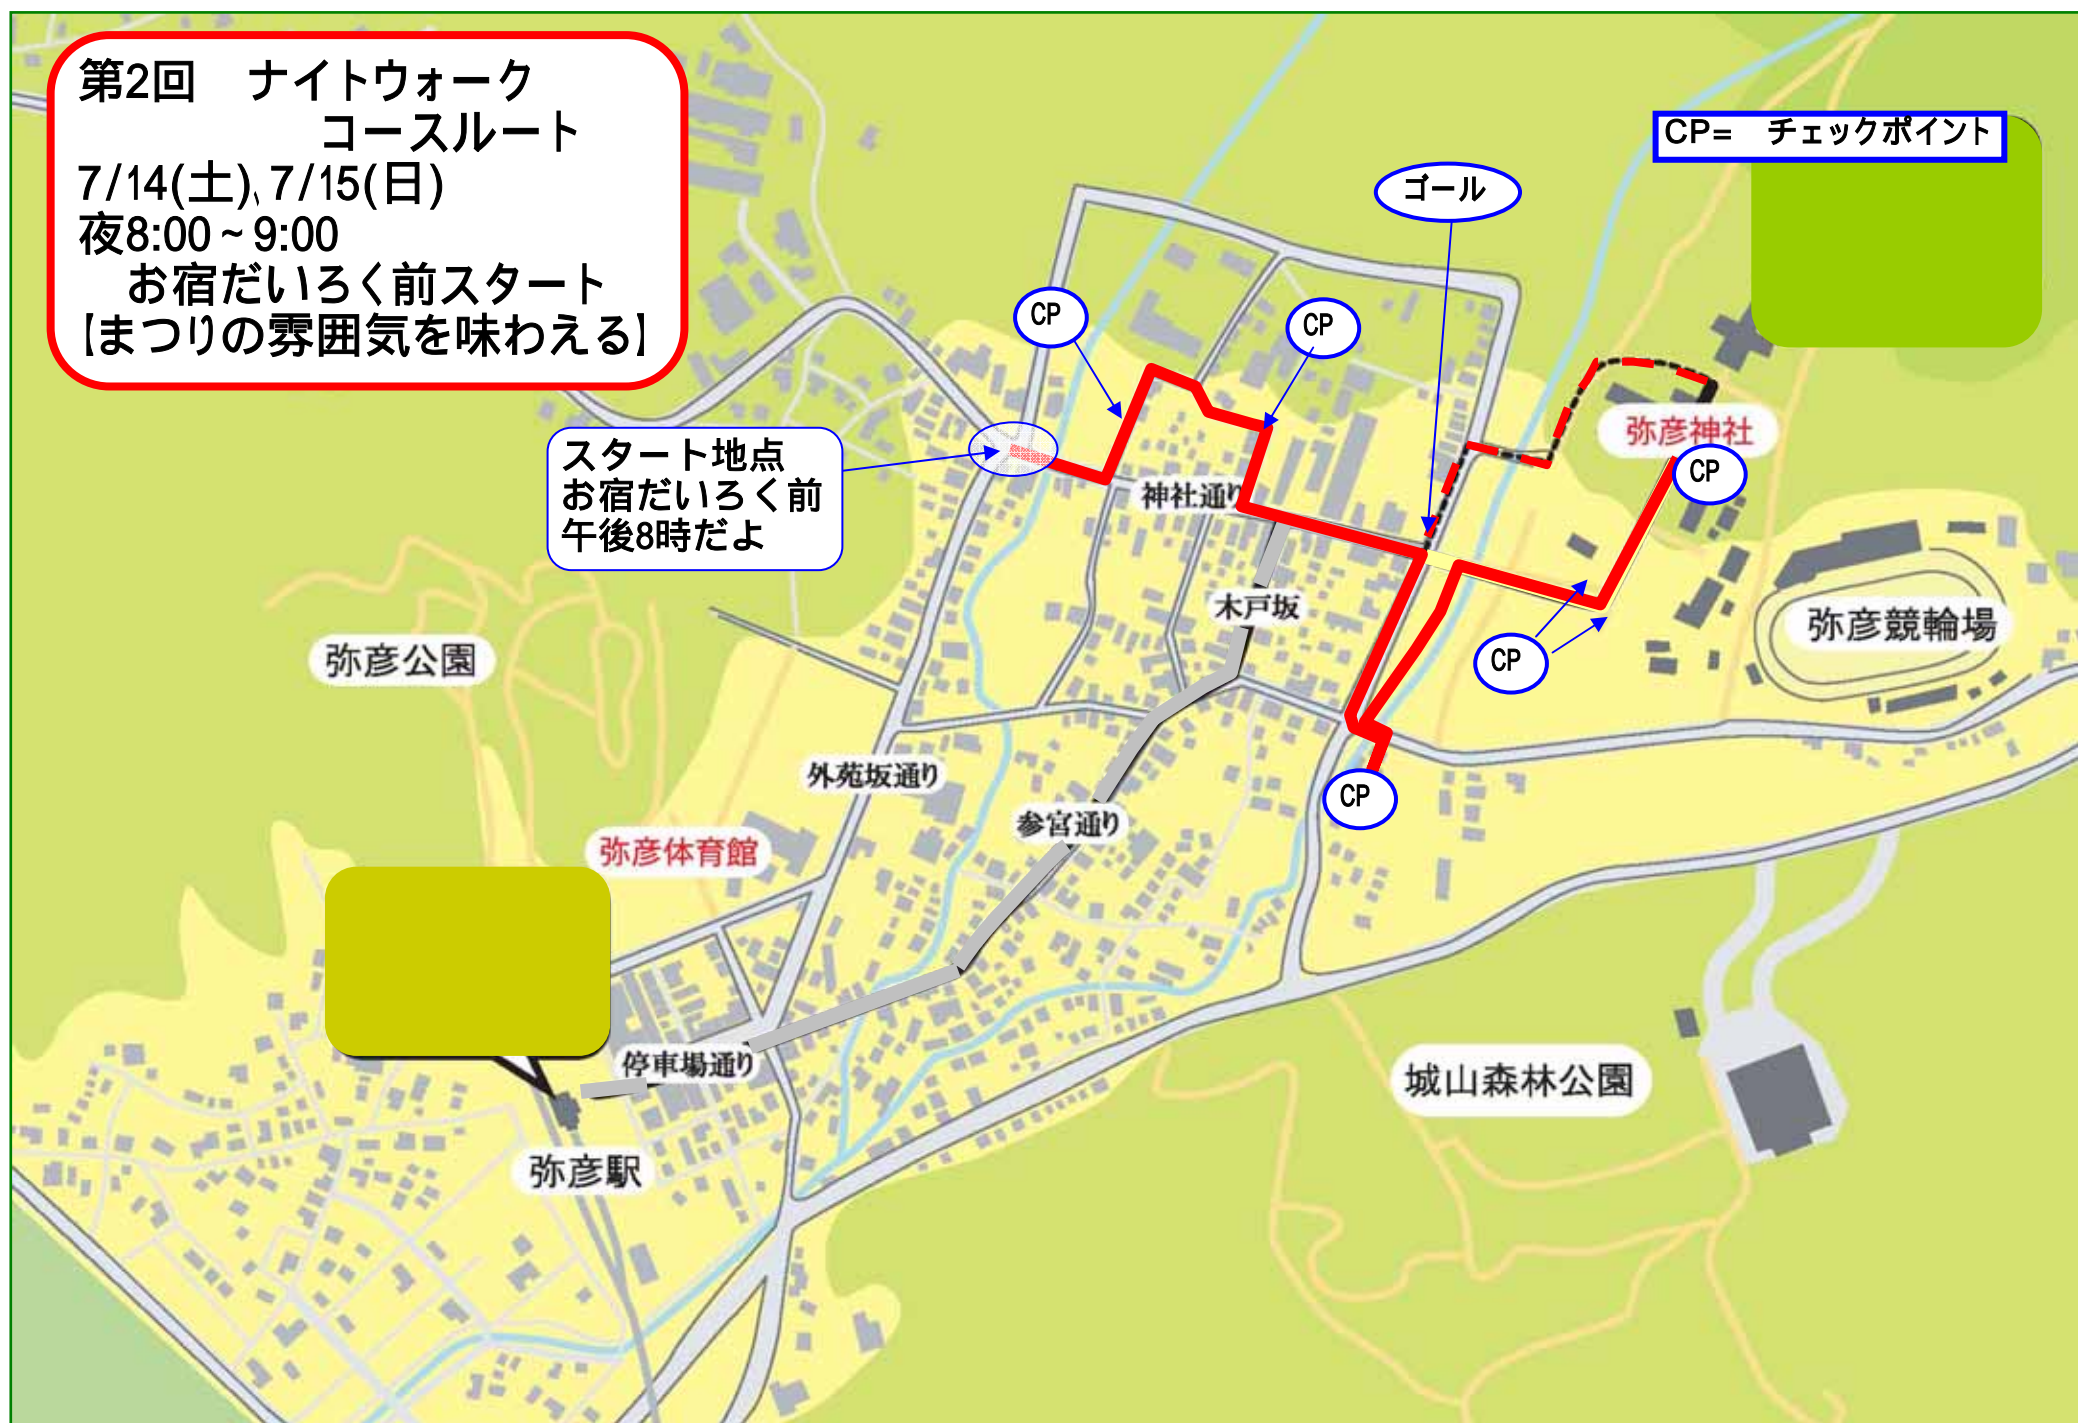 第2回　ナイトウォーク
コースルート
7/14(土)、7/15(日)
夜8:00~9:00
お宿だいろく前スタート
【まつりの雰囲気を味わえる】
CP=　チェックポイント
ゴール
CP
CP
スタート地点
お宿だいろく前
午後8時だよ
神社通り
弥彦神社
CP
木戸坂
弥彦競輪場
弥彦公園
CP
外苑坂通り
CP
参宮通り
弥彦体育館
停車場通り
城山森林公園
弥彦駅